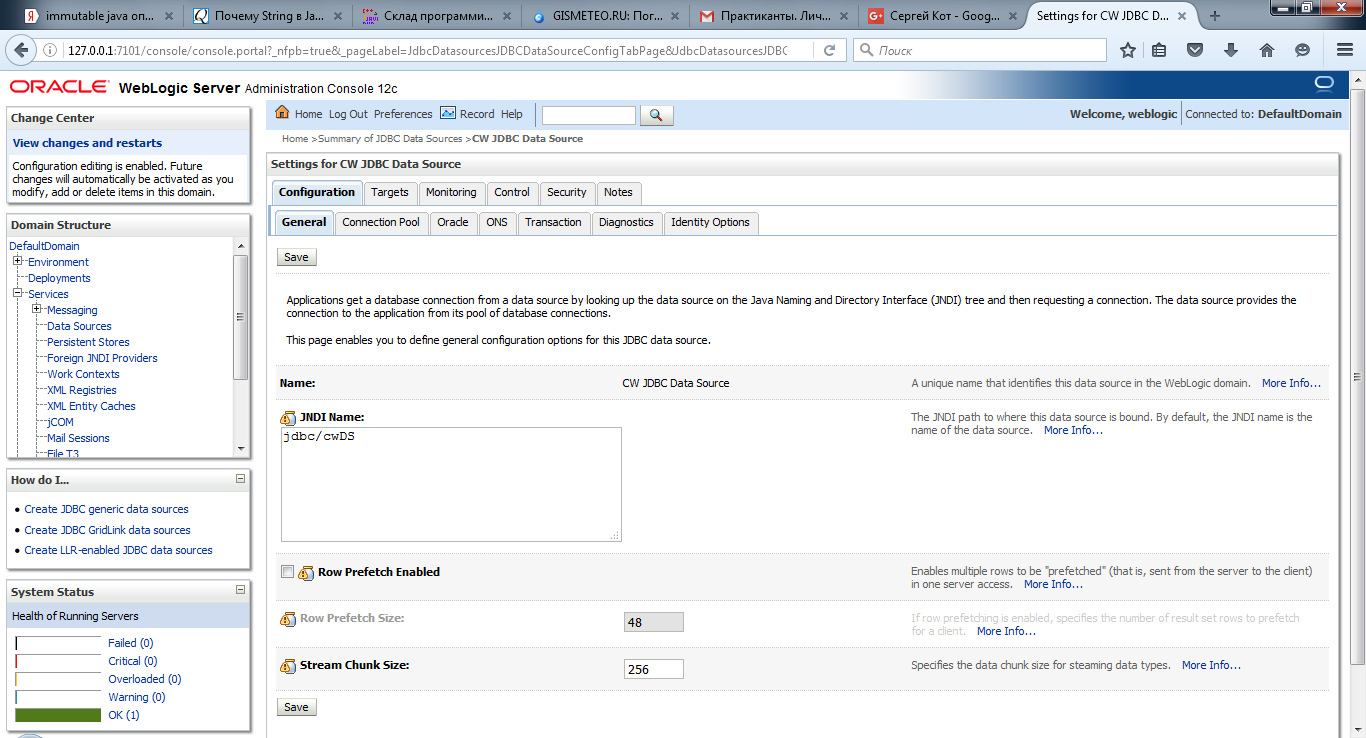 immutable java оп...
Почему String в Ja...
Склад программи...
GISMETEO.RU: Пог...
Практиканты. Лич...
Сергей Кот - Goog...
Settings for CW JDBC D...
127.0.0.1:7101/console/console.portal?_nfpb=true&_pageLabel=JdbcDatasourcesJDBCDataSourceConfigTabPage&JdbcDatasourcesJDBC
Поиск
ORACLE WebLogic Server Administration Console 12c
Change Center
View changes and restarts
Configuration editing is enabled. Future
changes will automatically be activated as you
modify, add or delete items in this domain.
Domain Structure
DefaultDomain
Environment
Deployments
Services
Messaging
Data Sources
Persistent Stores
Foreign JNDI Providers
Work Contexts
XML Registries
XML Entity Caches
jCOM
Mail Sessions
File T3
How do I...
Create JDBC generic data sources
Create JDBC GridLink data sources
Create LLR-enabled JDBC data sources
System Status
Health of Running Servers
Failed (0)
Critical (0)
Overloaded (0)
Warning (0)
OK (1)
Home Log Out Preferences Record Help
Welcome, weblogic Connected to: DefaultDomain
Home >Summary of JDBC Data Sources >CW JDBC Data Source
Settings for CW JDBC Data Source
Configuration Targets Monitoring Control Security Notes
General Connection Pool Oracle ONS Transaction Diagnostics Identity Options
Save
Applications get a database connection from a data source by looking up the data source on the Java Naming and Directory Interface (JNDI) tree and then requesting a connection. The data source provides the
connection to the application from its pool of database connections.
This page enables you to define general configuration options for this JDBC data source.
Name: CW JDBC Data Source A unique name that identifies this data source in the WebLogic domain. More Info...
JNDI Name:
jdbc/cwDS
The JNDI path to where this data source is bound. By default, the JNDI name is the
name of the data source. More Info...
Row Prefetch Enabled
Enables multiple rows to be "prefetched" (that is, sent from the server to the client)
in one server access. More Info...
Row Prefetch Size: 48
If row prefetching is enabled, specifies the number of result set rows to prefetch
for a client. More Info...
Stream Chunk Size: 256 Specifies the data chunk size for steaming data types. More Info...
Save